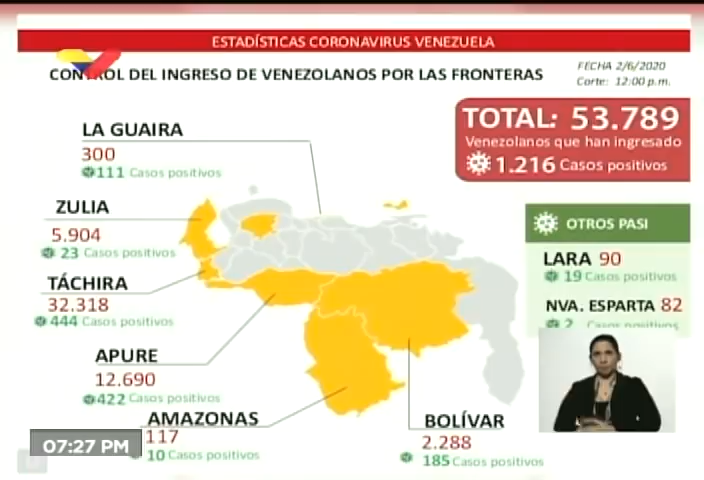 ESTADÍSTICAS CORONAVIRUS VENEZUELA
CONTROL DEL INGRESO DE VENEZOLANOS POR LAS FRONTERAS
FECHA 2/6/2020
Corte: 12:00 p.m.
TOTAL: 53.789
Venezolanos que han ingresado
1.216 Casos positivos
LA GUAIRA
300
111 Casos positivos
ZULIA
5.904
23 Casos positivos
TÁCHIRA
32.318
444 Casos positivos
APURE
12.690
422 Casos positivos
AMAZONAS
117
10 Casos positivos
BOLÍVAR
2.288
185 Casos positivos
OTROS PASI
LARA 90
19 Casos positivos
NVA. ESPARTA 82
2 Casos positivos
07:27 PM